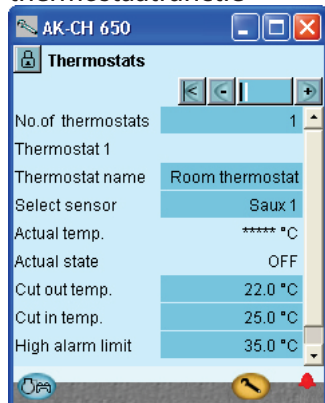 AK-CH 650
Thermostats
No.of thermostats 1
Thermostat 1
Thermostat name Room thermostat
Select sensor Saux 1
Actual temp. ***** °C
Actual state OFF
Cut out temp. 22.0 °C
Cut in temp. 25.0 °C
High alarm limit 35.0 °C